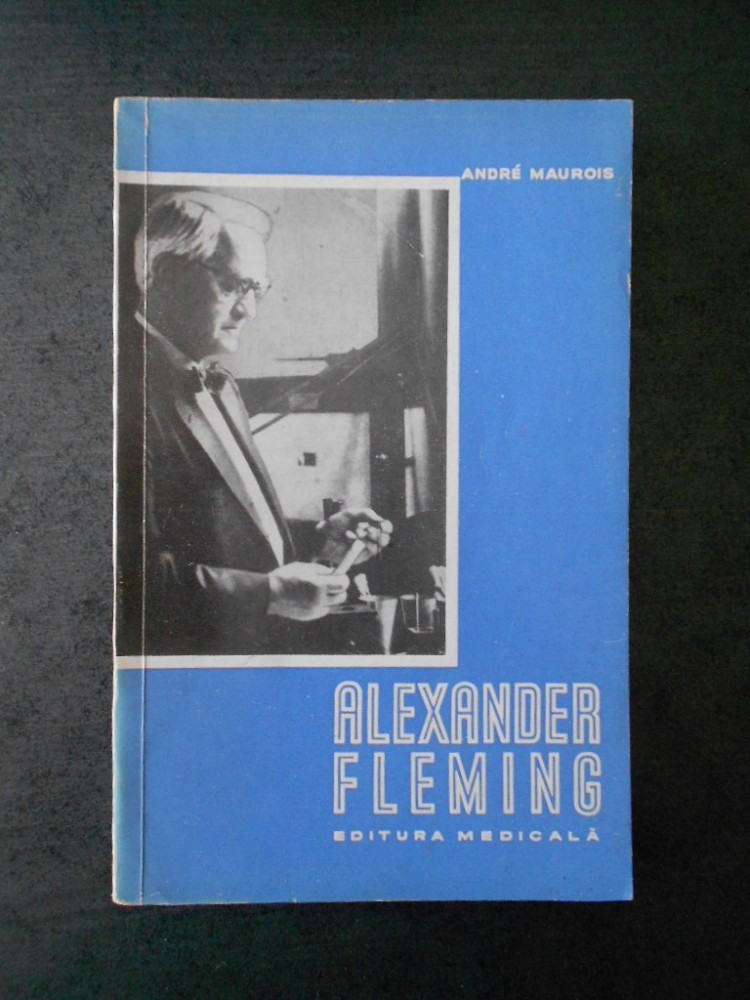 ANDRÉ MAUROIS
ALEXANDER
FLEMING
EDITURA MEDICALĂ